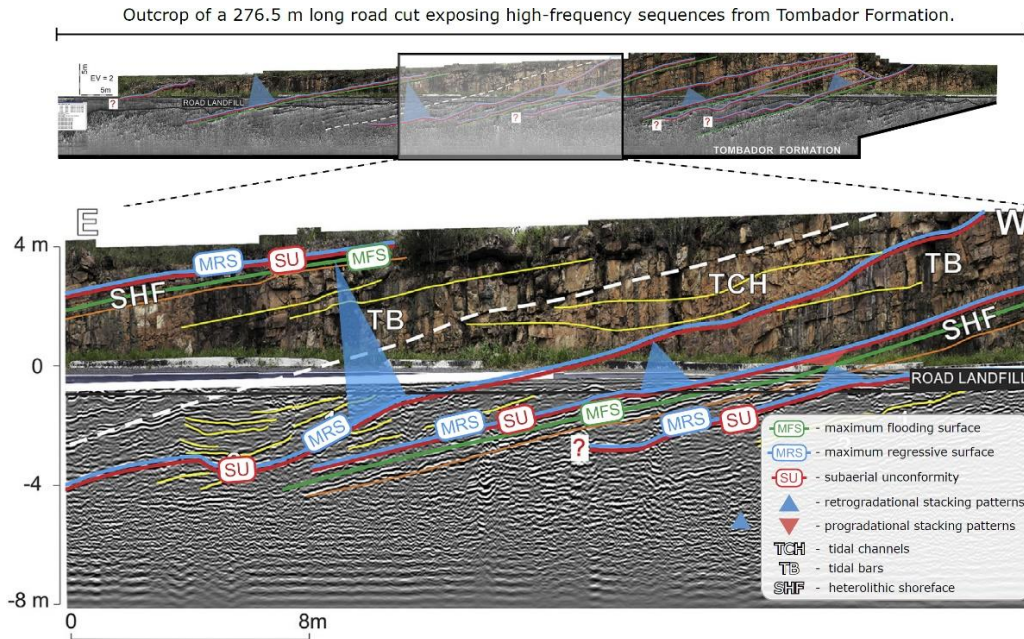 Outcrop of a 276.5 m long road cut exposing high-frequency sequences from Tombador Formation.
5m
EV = 2
5m
?
ROAD LANDFILL
?
?
?
TOMBADOR FORMATION
E
W
4 m
MRS
SU
MFS
SHF
TB
TCH
TB
0
SHF
ROAD LANDFILL
MRS
MRS
SU
MFS
MRS
SU
?
SU
-4
-8 m
0
8m
MFS - maximum flooding surface
MRS - maximum regressive surface
SU - subaerial unconformity
- retrogradational stacking patterns
- progradational stacking patterns
TCH - tidal channels
TB - tidal bars
SHF - heterolithic shoreface